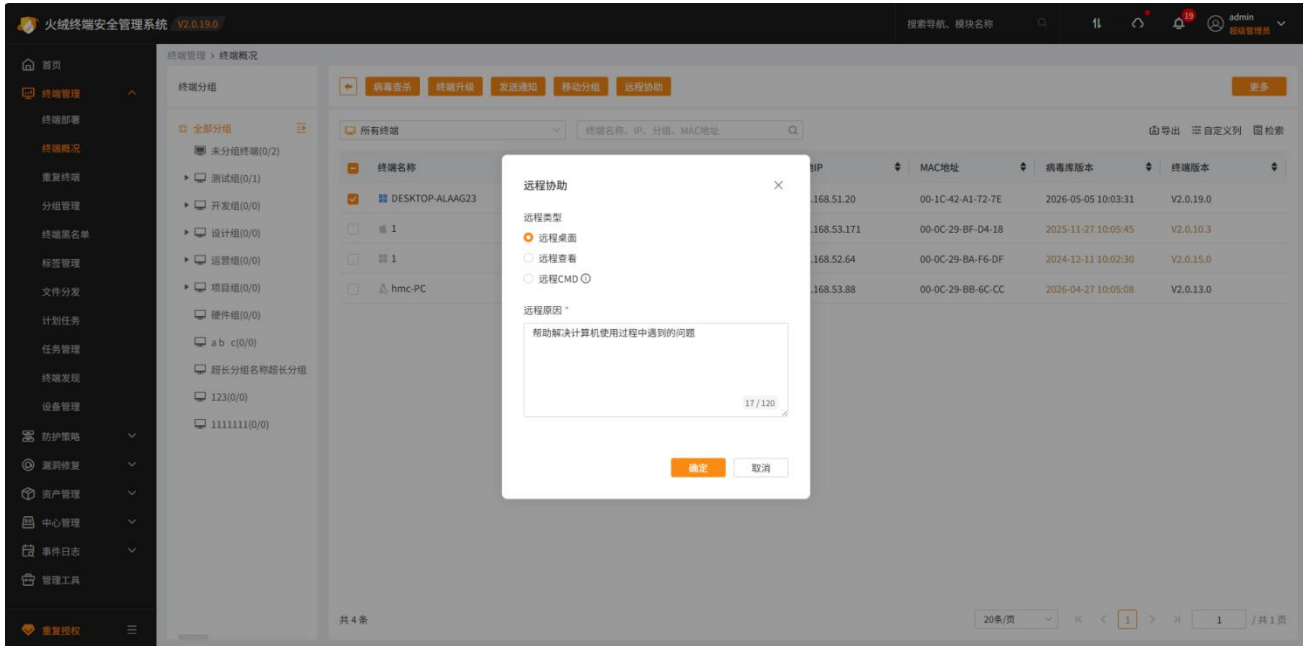 火绒终端安全管理系统 V2.0.19.0
搜索导航、模块名称
19
admin
超级管理员
首页
终端管理
终端部署
终端概况
重复终端
分组管理
终端黑名单
标签管理
文件分发
计划任务
任务管理
终端发现
设备管理
防护策略
漏洞修复
资产管理
中心管理
事件日志
管理工具
重复授权
终端管理 > 终端概况
终端分组
全部分组
未分组终端(0/2)
测试组(0/1)
开发组(0/0)
设计组(0/0)
运营组(0/0)
项目组(0/0)
硬件组(0/0)
a b c(0/0)
超长分组名称超长分组
123(0/0)
1111111(0/0)
病毒查杀 终端升级 发送通知 移动分组 远程协助 更多
所有终端 终端名称、IP、分组、MAC地址 导出 自定义列 检索
终端名称 IP MAC地址 病毒库版本 终端版本
DESKTOP-ALAAG23 .168.51.20 00-1C-42-A1-72-7E 2026-05-05 10:03:31 V2.0.19.0
1 .168.53.171 00-0C-29-BF-D4-18 2025-11-27 10:05:45 V2.0.10.3
1 .168.52.64 00-0C-29-BA-F6-DF 2024-12-11 10:02:30 V2.0.15.0
hmc-PC .168.53.88 00-0C-29-BB-6C-CC 2026-04-27 10:05:08 V2.0.13.0
远程协助
远程类型
远程桌面
远程查看
远程CMD
远程原因 *
帮助解决计算机使用过程中遇到的问题
17 / 120
确定 取消
共 4 条 20条/页 1 1 / 共 1 页